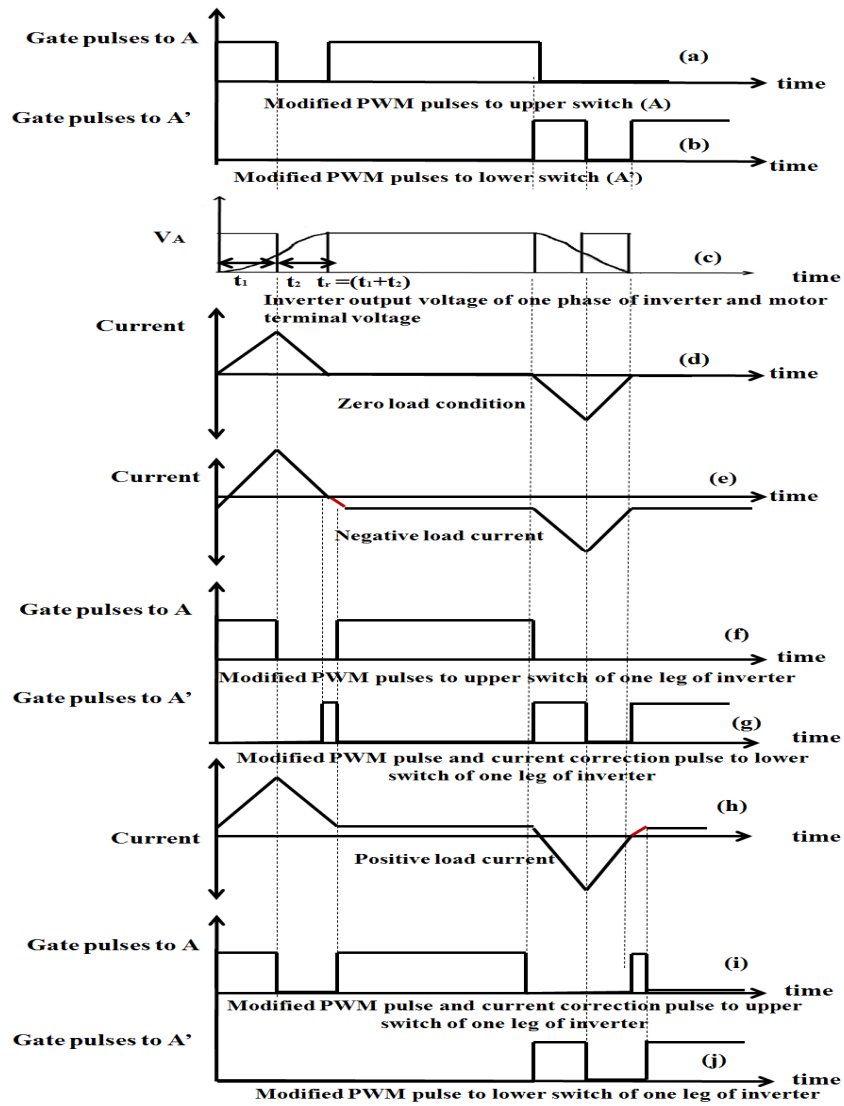 Gate pulses to A
(a)
time
Modified PWM pulses to upper switch (A)
Gate pulses to A’
(b)
time
Modified PWM pulses to lower switch (A’)
VA
t₁ t₂ tᵣ =(t₁+t₂)
(c)
time
Inverter output voltage of one phase of inverter and motor
terminal voltage
Current
(d)
time
Zero load condition
Current
(e)
time
Negative load current
Gate pulses to A
(f)
time
Modified PWM pulses to upper switch of one leg of inverter
Gate pulses to A’
(g)
time
Modified PWM pulse and current correction pulse to lower
switch of one leg of inverter
(h)
Current
time
Positive load current
Gate pulses to A
(i)
time
Modified PWM pulse and current correction pulse to upper
switch of one leg of inverter
Gate pulses to A’
(j)
time
Modified PWM pulse to lower switch of one leg of inverter